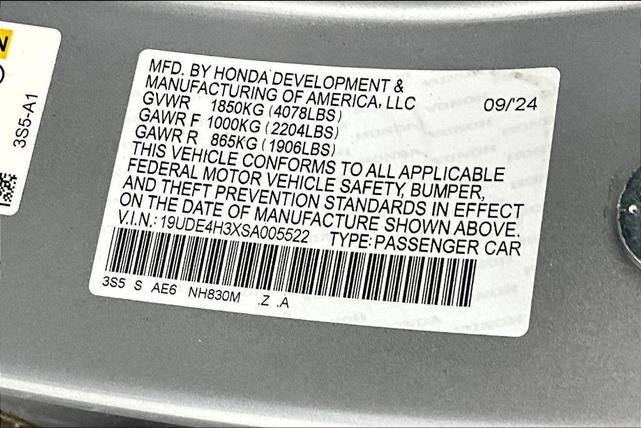 N
3S5-A1
MFD. BY HONDA DEVELOPMENT &
MANUFACTURING OF AMERICA, LLC 09/'24
GVWR 1850KG (4078LBS)
GAWR F 1000KG (2204LBS)
GAWR R 865KG (1906LBS)
THIS VEHICLE CONFORMS TO ALL APPLICABLE
FEDERAL MOTOR VEHICLE SAFETY, BUMPER,
AND THEFT PREVENTION STANDARDS IN EFFECT
ON THE DATE OF MANUFACTURE SHOWN ABOVE.
V.I.N.: 19UDE4H3XSA005522 TYPE: PASSENGER CAR
3S5 S AE6 NH830M .Z .A